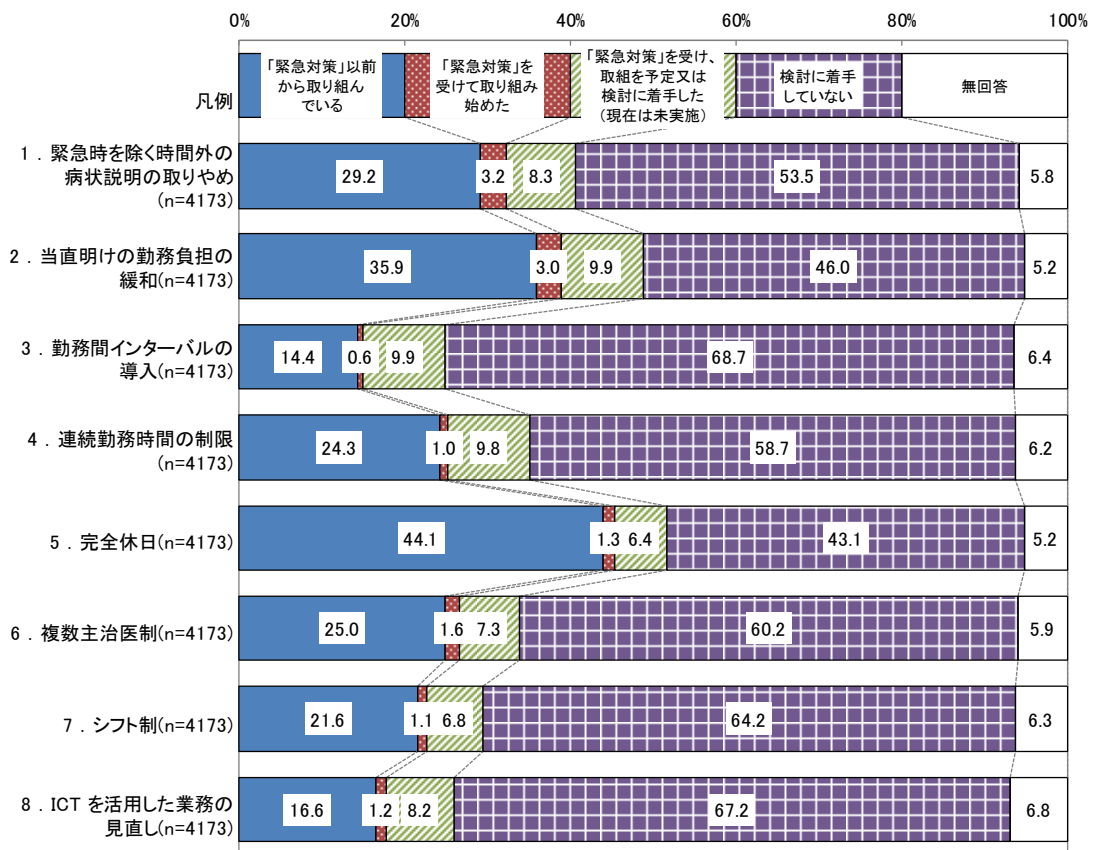 0% 20% 40% 60% 80% 100%
凡例
「緊急対策」以前
から取り組ん
でいる
「緊急対策」を
受けて取り組み
始めた
「緊急対策」を受け、
取組を予定又は
検討に着手した
(現在は未実施)
検討に着手
していない
無回答
1．緊急時を除く時間外の
病状説明の取りやめ
(n=4173)
29.2 3.2 8.3 53.5 5.8
2．当直明けの勤務負担の
緩和(n=4173)
35.9 3.0 9.9 46.0 5.2
3．勤務間インターバルの
導入(n=4173)
14.4 0.6 9.9 68.7 6.4
4．連続勤務時間の制限
(n=4173)
24.3 1.0 9.8 58.7 6.2
5．完全休日(n=4173)
44.1 1.3 6.4 43.1 5.2
6．複数主治医制(n=4173)
25.0 1.6 7.3 60.2 5.9
7．シフト制(n=4173)
21.6 1.1 6.8 64.2 6.3
8．ICT を活用した業務の
見直し(n=4173)
16.6 1.2 8.2 67.2 6.8